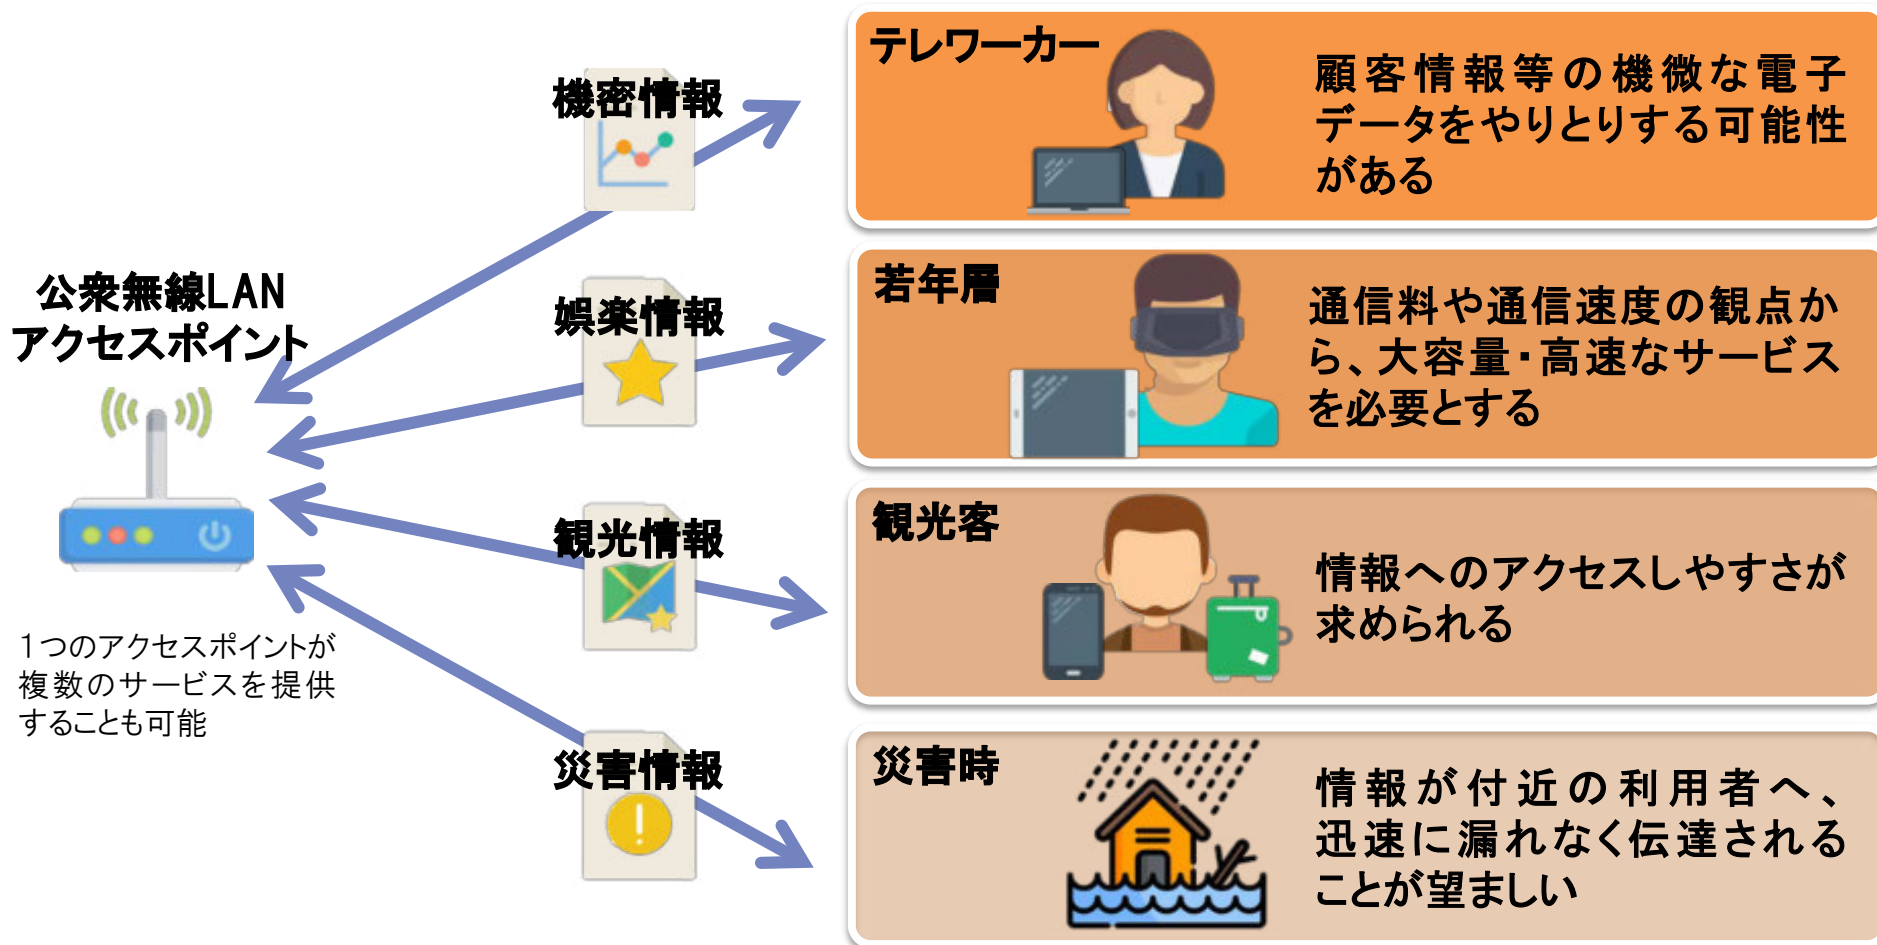 公衆無線LAN
アクセスポイント
1つのアクセスポイントが
複数のサービスを提供
することも可能
機密情報
娯楽情報
観光情報
災害情報
テレワーカー
顧客情報等の機微な電子
データをやりとりする可能性
がある
若年層
通信料や通信速度の観点か
ら、大容量・高速なサービス
を必要とする
観光客
情報へのアクセスしやすさが
求められる
災害時
情報が付近の利用者へ、
迅速に漏れなく伝達される
ことが望ましい